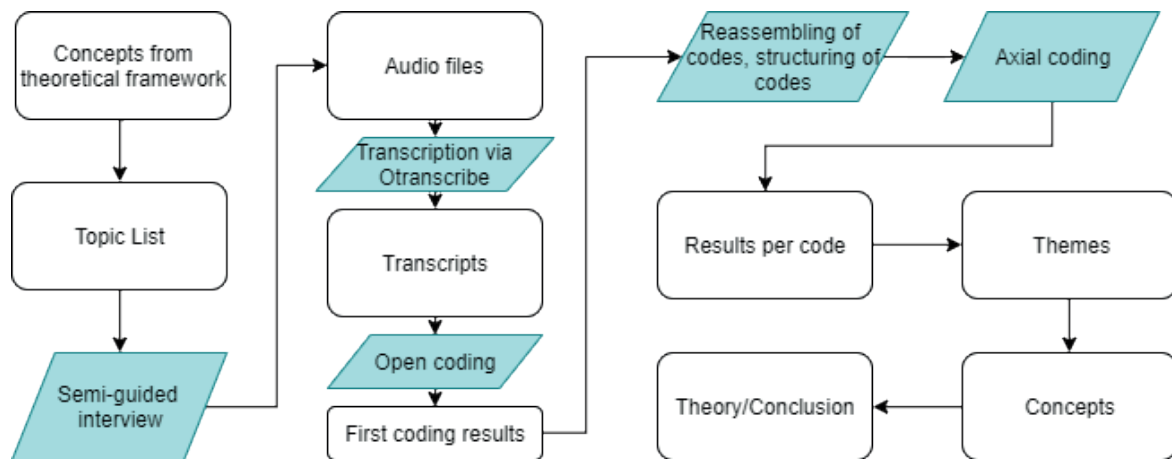 Concepts from
theoretical framework
Topic List
Semi-guided
interview
Audio files
Transcription via
Otranscribe
Transcripts
Open coding
First coding results
Reassembling of
codes, structuring of
codes
Axial coding
Results per code
Themes
Concepts
Theory/Conclusion